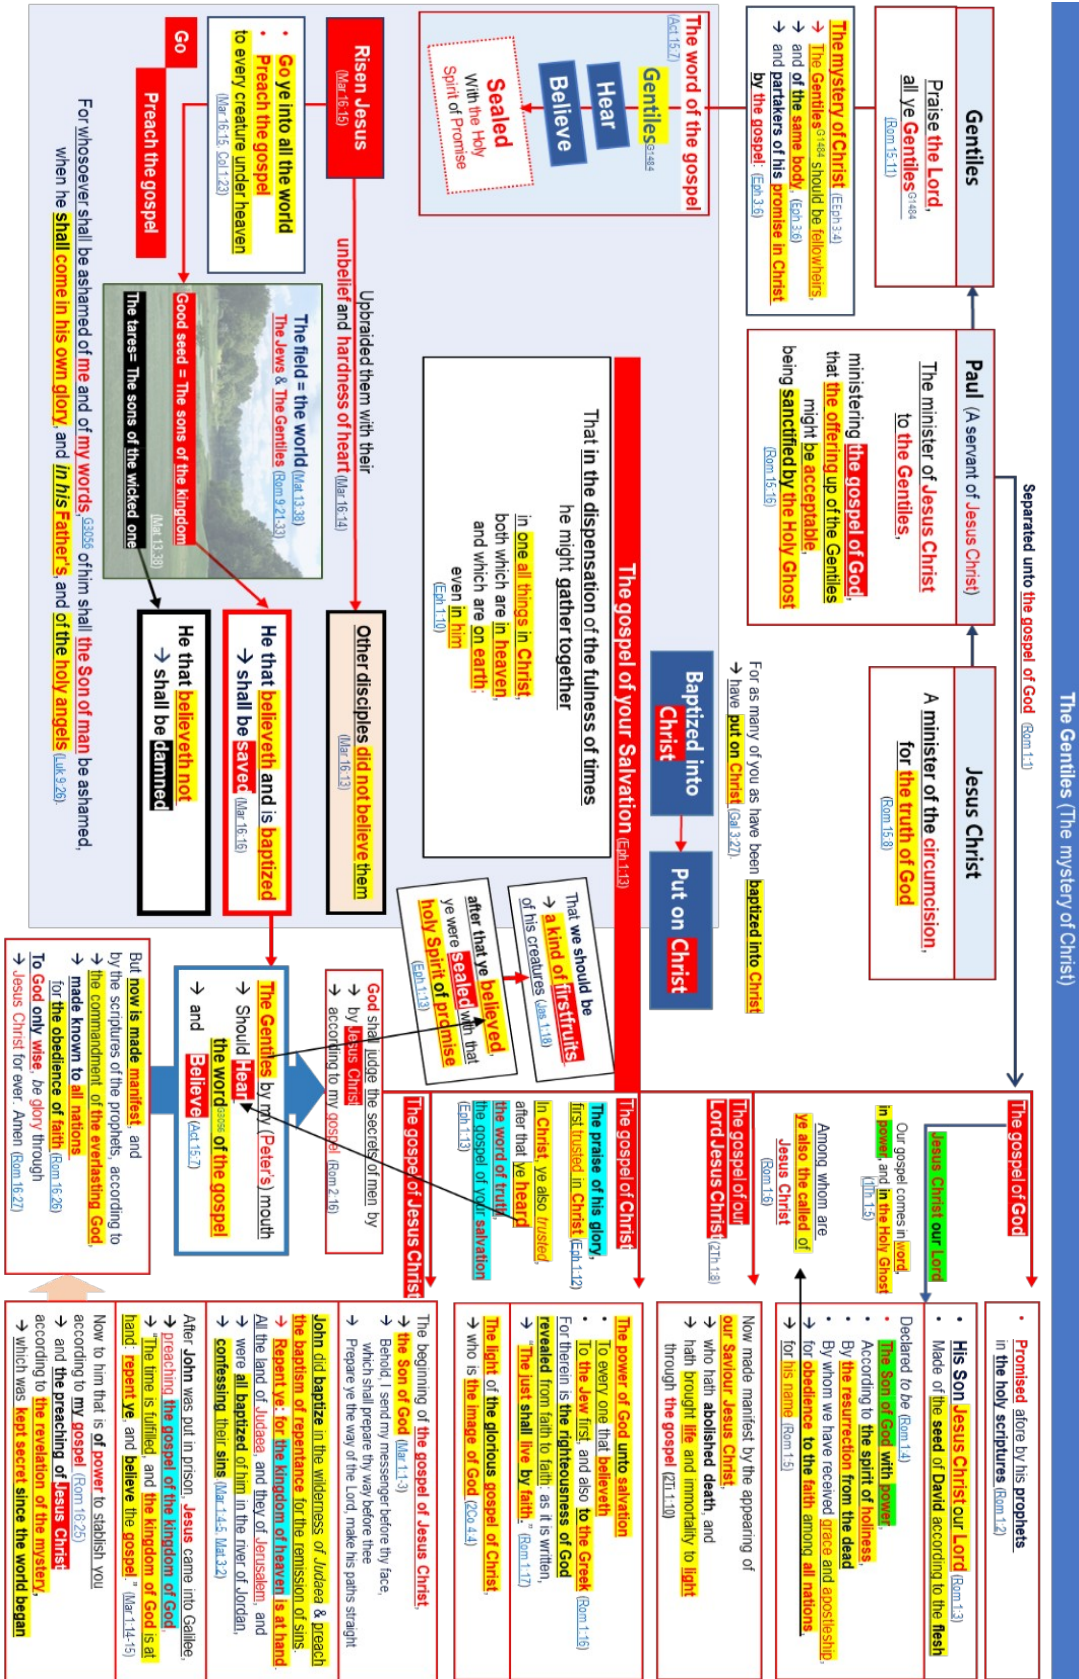 The Gentiles (The mystery of Christ)
Gentiles
Praise the Lord,
all ye Gentiles G1484
(Rom 15:11)
Paul (A servant of Jesus Christ)
The minister of Jesus Christ
to the Gentiles,
ministering the gospel of God,
that the offering up of the Gentiles
might be acceptable,
being sanctified by the Holy Ghost
(Rom 15:16)
Jesus Christ
A minister of the circumcision,
for the truth of God
(Rom 15:8)
Separated unto the gospel of God (Rom 1:1)
The mystery of Christ (EEph 3:4)
→ The Gentiles G1484 should be fellowheirs,
→ and of the same body, (Eph 3:6)
→ and partakers of his promise in Christ
by the gospel: (Eph 3:6)
The word of the gospel
(Act 15:7)
Gentiles G1484
Hear
Believe
Sealed
With the Holy
Spirit of Promise
For as many of you as have been baptized into Christ
→ have put on Christ (Gal 3:27).
Baptized into
Christ
Put on Christ
The gospel of your Salvation (Eph 1:13)
That in the dispensation of the fulness of times
he might gather together
in one all things in Christ,
both which are in heaven,
and which are on earth;
even in him
(Eph 1:10)
That we should be
→ a kind of firstfruits
of his creatures (Jas 1:18)
after that ye believed,
ye were sealed with that
holy Spirit of promise
(Eph 1:13)
Risen Jesus
(Mar 16:15)
Upbraided them with their
unbelief and hardness of heart (Mar 16:14)
Other disciples did not believe them
(Mar 16:13)
• Go ye into all the world
• Preach the gospel
to every creature under heaven
(Mar 16:15, Col 1:23)
Go
Preach the gospel
The field = the world (Mat 13:38)
The Jews & The Gentiles (Rom 9:21-33)
Good seed = The sons of the kingdom
The tares= The sons of the wicked one
(Mat 13:38)
He that believeth and is baptized
→ shall be saved (Mar 16:16)
He that believeth not
→ shall be damned
For whosoever shall be ashamed of me and of my words, G3056 of him shall the Son of man be ashamed,
when he shall come in his own glory, and in his Father's, and of the holy angels (Luk 9:26).
The gospel of God
Jesus Christ our Lord
Our gospel comes in word,
in power, and in the Holy Ghost
(1Th 1:5)
Among whom are
ye also the called of
Jesus Christ
(Rom 1:6)
• Promised afore by his prophets
in the holy scriptures (Rom 1:2)
• His Son Jesus Christ our Lord (Rom 1:3)
• Made of the seed of David according to the flesh
Declared to be (Rom 1:4)
• The Son of God with power,
• According to the spirit of holiness,
• By the resurrection from the dead
• By whom we have received grace and apostleship,
→ for obedience to the faith among all nations,
→ for his name (Rom 1:5)
The gospel of our
Lord Jesus Christ (2Th 1:8)
Now made manifest by the appearing of
our Saviour Jesus Christ,
→ who hath abolished death, and
→ hath brought life and immortality to light
through the gospel (2Ti 1:10)
The gospel of Christ
The praise of his glory,
first trusted in Christ (Eph 1:12)
In Christ, ye also trusted,
after that ye heard
the word of truth,
the gospel of your salvation
(Eph 1:13)
The power of God unto salvation
• To every one that believeth
• To the Jew first, and also to the Greek (Rom 1:16)
For therein is the righteousness of God
revealed from faith to faith: as it is written,
→ "The just shall live by faith." (Rom 1:17)
The light of the glorious gospel of Christ,
→ who is the image of God (2Co 4:4)
The gospel of Jesus Christ
The beginning of the gospel of Jesus Christ,
→ the Son of God (Mar 1:1-3)
Behold, I send my messenger before thy face,
which shall prepare thy way before thee
→ Prepare ye the way of the Lord, make his paths straight
John did baptize in the wilderness of Judaea & preach
the baptism of repentance for the remission of sins.
→ Repent ye: for the kingdom of heaven is at hand.
All the land of Judaea, and they of Jerusalem, and
→ were all baptized of him in the river of Jordan,
→ confessing their sins (Mar 1:4-5, Mat 3:2)
After John was put in prison, Jesus came into Galilee,
→ preaching the gospel of the kingdom of God,
→ "The time is fulfilled, and the kingdom of God is at
hand: repent ye, and believe the gospel." (Mar 1:14-15)
God shall judge the secrets of men by
→ by Jesus Christ
→ according to my gospel (Rom 2:16)
The Gentiles by my (Peter's) mouth
→ Should Hear
the word G3056 of the gospel
→ and Believe (Act 15:7)
But now is made manifest, and
by the scriptures of the prophets, according to
→ the commandment of the everlasting God,
→ made known to all nations
for the obedience of faith (Rom 16:26)
To God only wise, be glory through
→ Jesus Christ for ever. Amen (Rom 16:27)
Now to him that is of power to stablish you
according to my gospel (Rom 16:25)
→ and the preaching of Jesus Christ
according to the revelation of the mystery,
→ which was kept secret since the world began